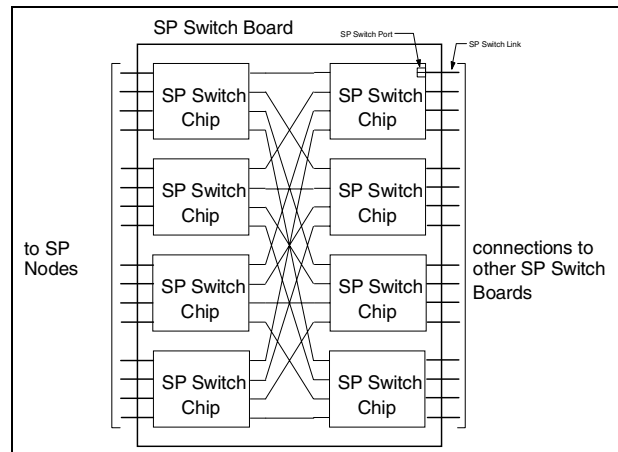 SP Switch Board
SP Switch Port
SP Switch Link
SP Switch
Chip
SP Switch
Chip
SP Switch
Chip
SP Switch
Chip
to SP
Nodes
connections to
other SP Switch
Boards
SP Switch
Chip
SP Switch
Chip
SP Switch
Chip
SP Switch
Chip